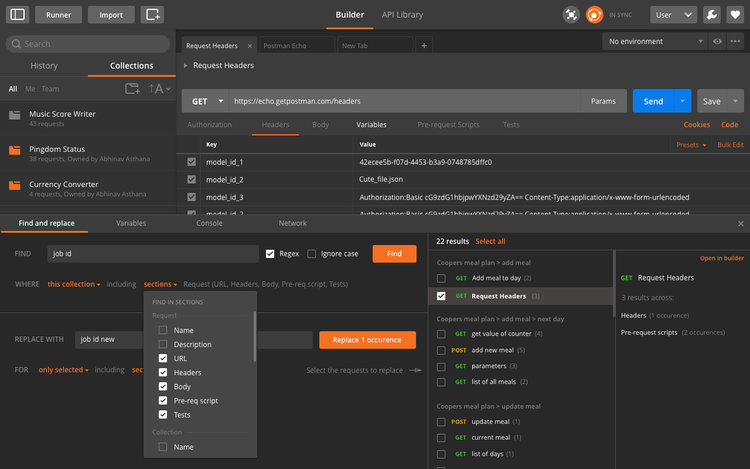 Runner Import Builder API Library IN SYNC User
Search
Request Headers × Postman Echo New Tab + No environment
History Collections
Request Headers
All Me Team A
Music Score Writer
43 requests
GET https://echo.getpostman.com/headers Params Send Save
Authorization Headers Body Variables Pre-request Scripts Tests Cookies Code
Pingdom Status
38 requests, Owned by Abhinav Asthana
Key Value Presets Bulk Edit
model_id_1 42ecee5b-f07d-4453-b3a9-0748785dffc0
model_id_2 Cute_file.json
Currency Converter
4 requests, Owned by Abhinav Asthana
model_id_3 Authorization:Basic cG9zdG1hbjpwYXNzd29yZA== Content-Type:application/x-www-form-urlencoded
Find and replace Variables Console Network ×
FIND job id Regex Ignore case Find
WHERE this collection including sections Request (URL, Headers, Body, Pre-req script, Tests)
FIND IN SECTIONS
Request
Name
Description
URL
Headers
Body
Pre-req script
Tests
Collection
Name
REPLACE WITH job id new Replace 1 occurence
FOR only selected including sec Select the requests to replace
22 results Select all
Coopers meal plan > add meal
GET Add meal to day (2)
GET Request Headers (3)
Coopers meal plan > add meal > next day
GET get value of counter (4)
POST add new meal (5)
GET parameters (3)
GET list of all meals (2)
Coopers meal plan > update meal
POST update meal (1)
GET current meal (1)
GET list of days (1)
Open in builder
GET Request Headers
3 results across:
Headers (1 occurence)
Pre-request scripts (2 occurences)